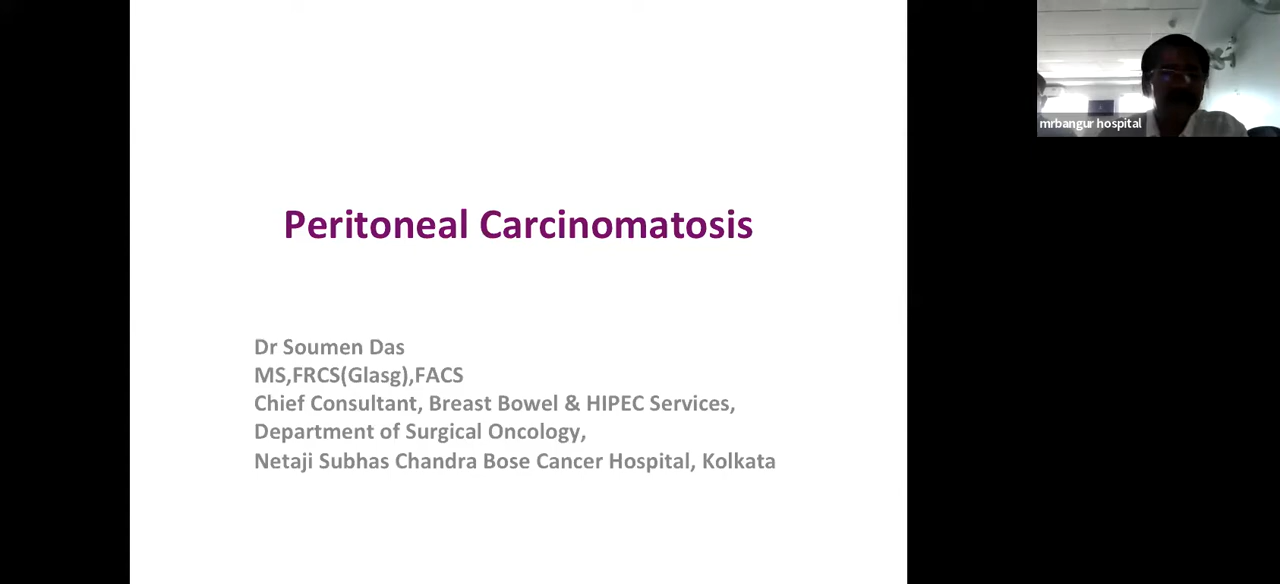 Peritoneal Carcinomatosis
Dr Soumen Das
MS,FRCS(Glasg),FACS
Chief Consultant, Breast Bowel & HIPEC Services,
Department of Surgical Oncology,
Netaji Subhas Chandra Bose Cancer Hospital, Kolkata
mrbangur hospital